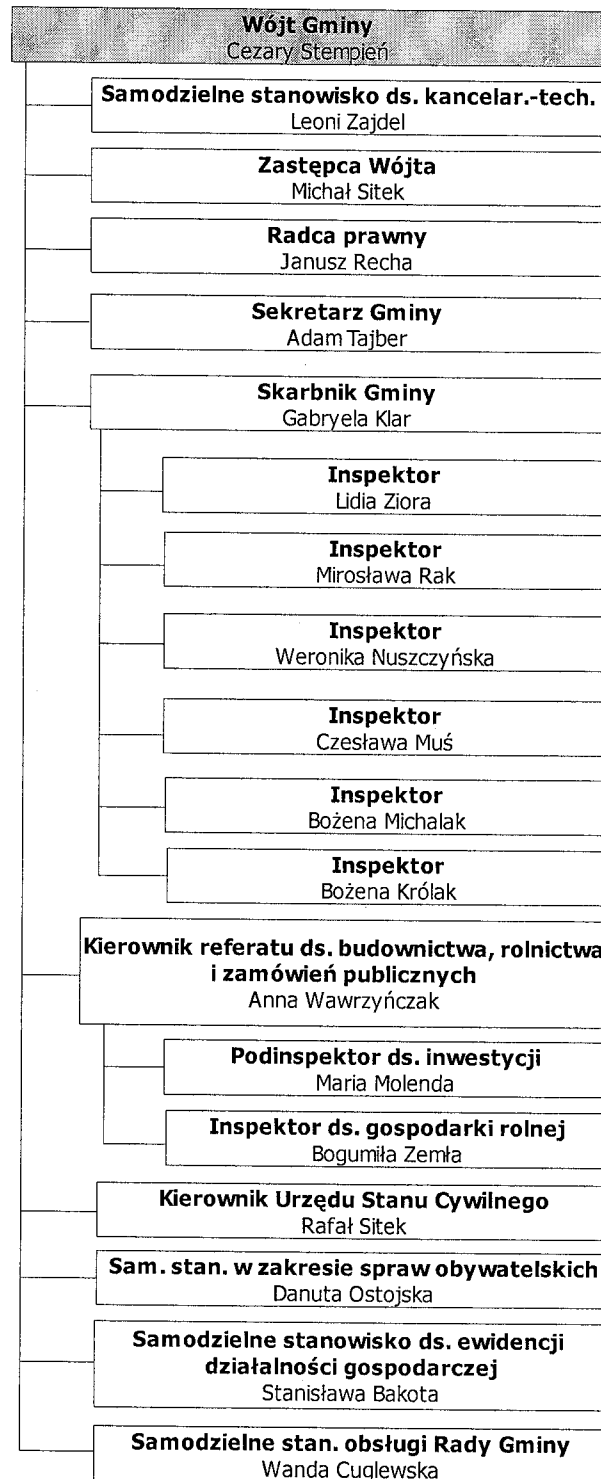 Wójt Gminy
Cezary Stempień
Samodzielne stanowisko ds. kancelar.-tech.
Leoni Zajdel
Zastępca Wójta
Michał Sitek
Radca prawny
Janusz Recha
Sekretarz Gminy
Adam Tajber
Skarbnik Gminy
Gabryela Klar
Inspektor
Lidia Ziora
Inspektor
Mirosława Rak
Inspektor
Weronika Nuszczyńska
Inspektor
Czesława Muś
Inspektor
Bożena Michalak
Inspektor
Bożena Królak
Kierownik referatu ds. budownictwa, rolnictwa
i zamówień publicznych
Anna Wawrzyńczak
Podinspektor ds. inwestycji
Maria Molenda
Inspektor ds. gospodarki rolnej
Bogumiła Zemła
Kierownik Urzędu Stanu Cywilnego
Rafał Sitek
Sam. stan. w zakresie spraw obywatelskich
Danuta Ostojska
Samodzielne stanowisko ds. ewidencji
działalności gospodarczej
Stanisława Bakota
Samodzielne stan. obsługi Rady Gminy
Wanda Cuglewska